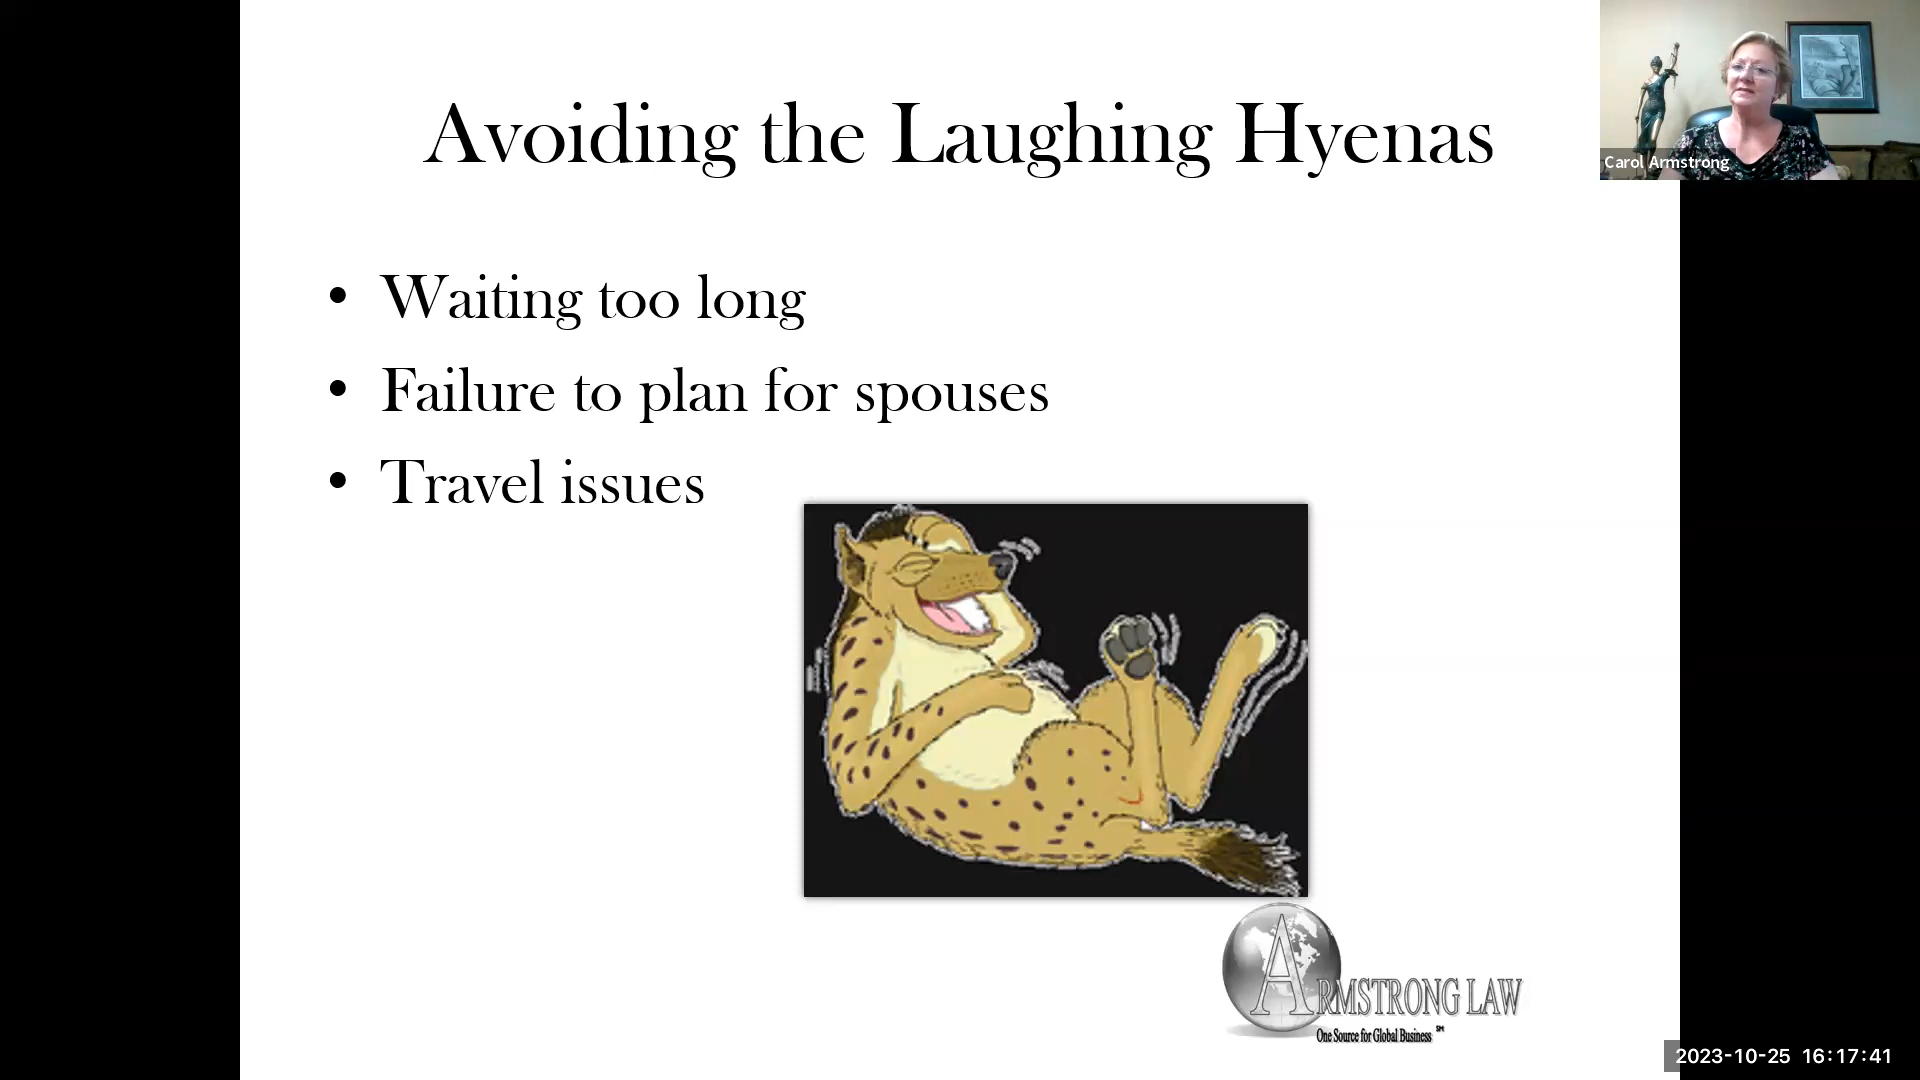 Avoiding the Laughing Hyenas
Carol Armstrong
• Waiting too long
• Failure to plan for spouses
• Travel issues
ARMSTRONG LAW
One Source for Global Business SM
2023-10-25 16:17:41